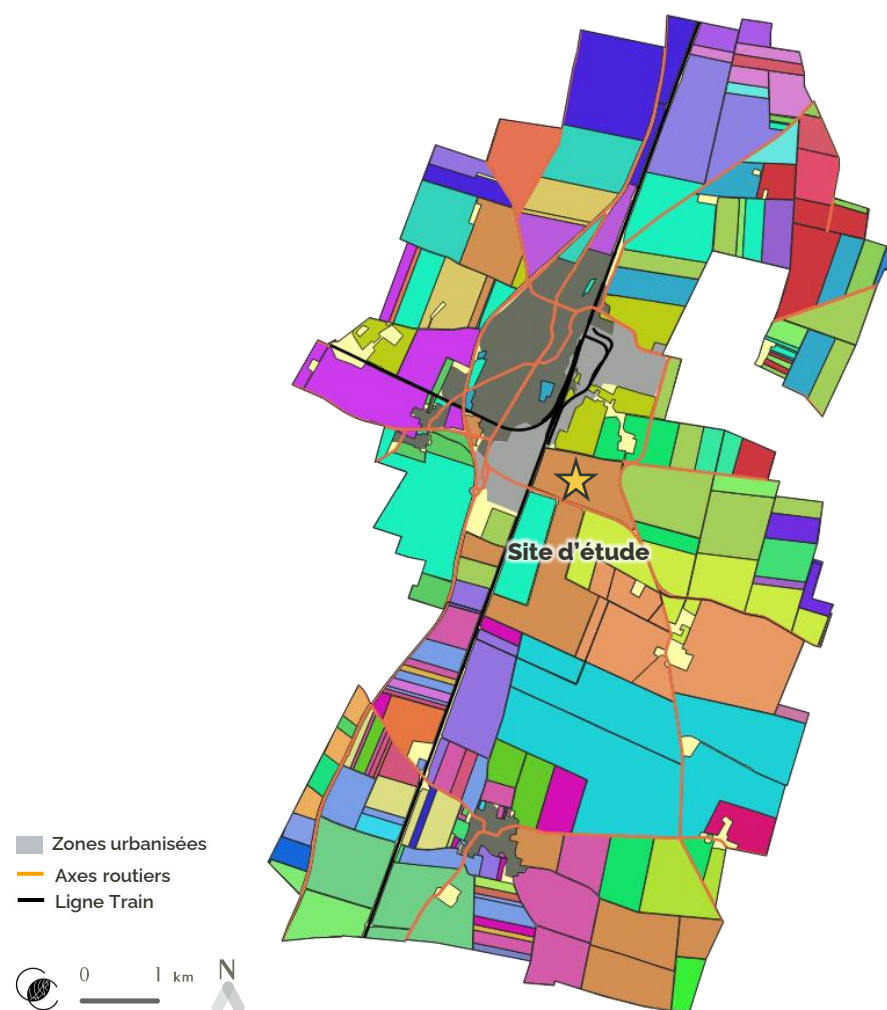 Site d'étude
Zones urbanisées
Axes routiers
Ligne Train
0 1 km N